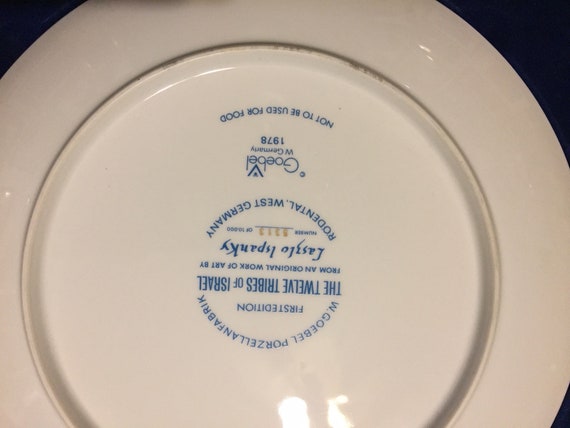 W. GOEBEL PORZELLANFABRIK
FIRST EDITION
THE TWELVE TRIBES OF ISRAEL
FROM AN ORIGINAL WORK OF ART BY
Laszlo Ispanky
NUMBER OF 10.000
RODENTAL, WEST GERMANY
© Goebel
W. Germany
1978
NOT TO BE USED FOR FOOD